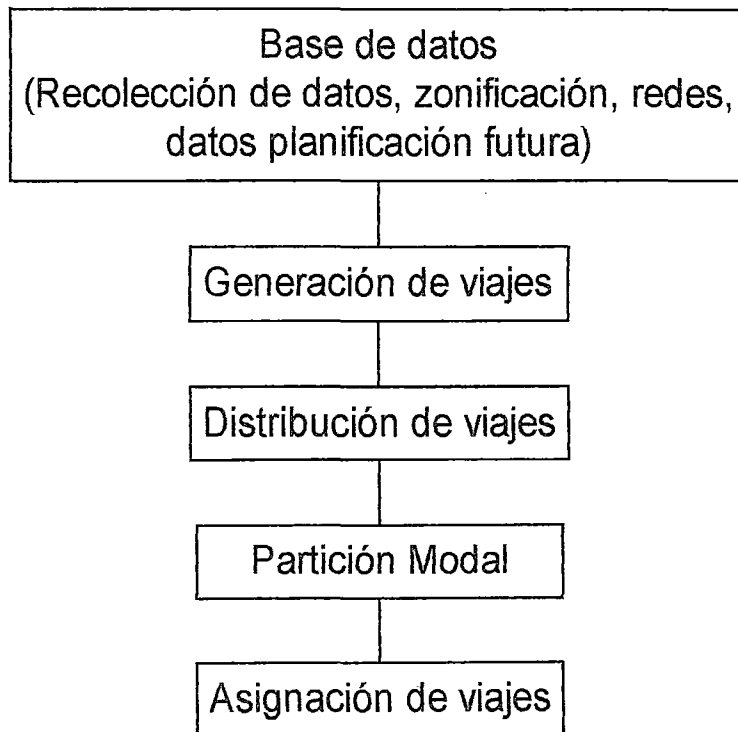 Base de datos
(Recolección de datos, zonificación, redes,
datos planificación futura)
Generación de viajes
Distribución de viajes
Partición Modal
Asignación de viajes